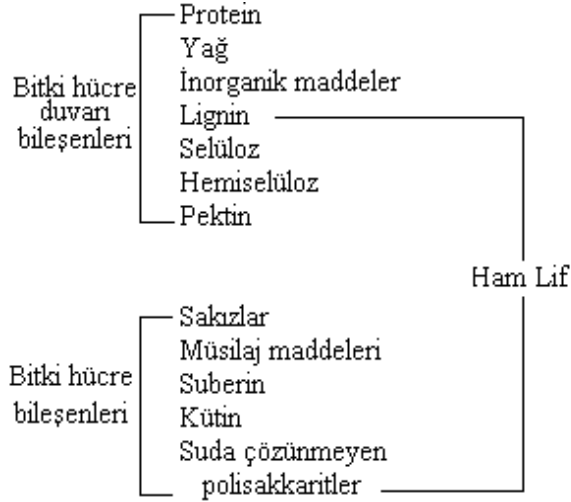 Bitki hücre
duvarı
bileşenleri
Protein
Yağ
İnorganik maddeler
Lignin
Selüloz
Hemiselüloz
Pektin
Ham Lif
Bitki hücre
bileşenleri
Sakızlar
Müsilaj maddeleri
Suberin
Kütin
Suda çözünmeyen
polisakkaritler